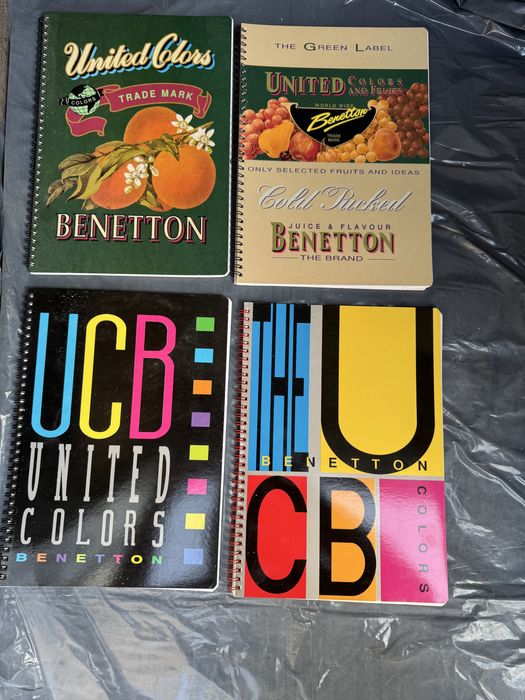 United Colors
COLORS
TRADE MARK
BENETTON
THE GREEN LABEL
UNITED COLORS
AND FRUITS
WORLD WIDE
Benetton
TRADE
MARK
ONLY SELECTED FRUITS AND IDEAS
Cold Packed
JUICE & FLAVOUR
BENETTON
THE BRAND
UCB
UNITED
COLORS
BENETTON
THE U
BENETTON
CB
COLORS